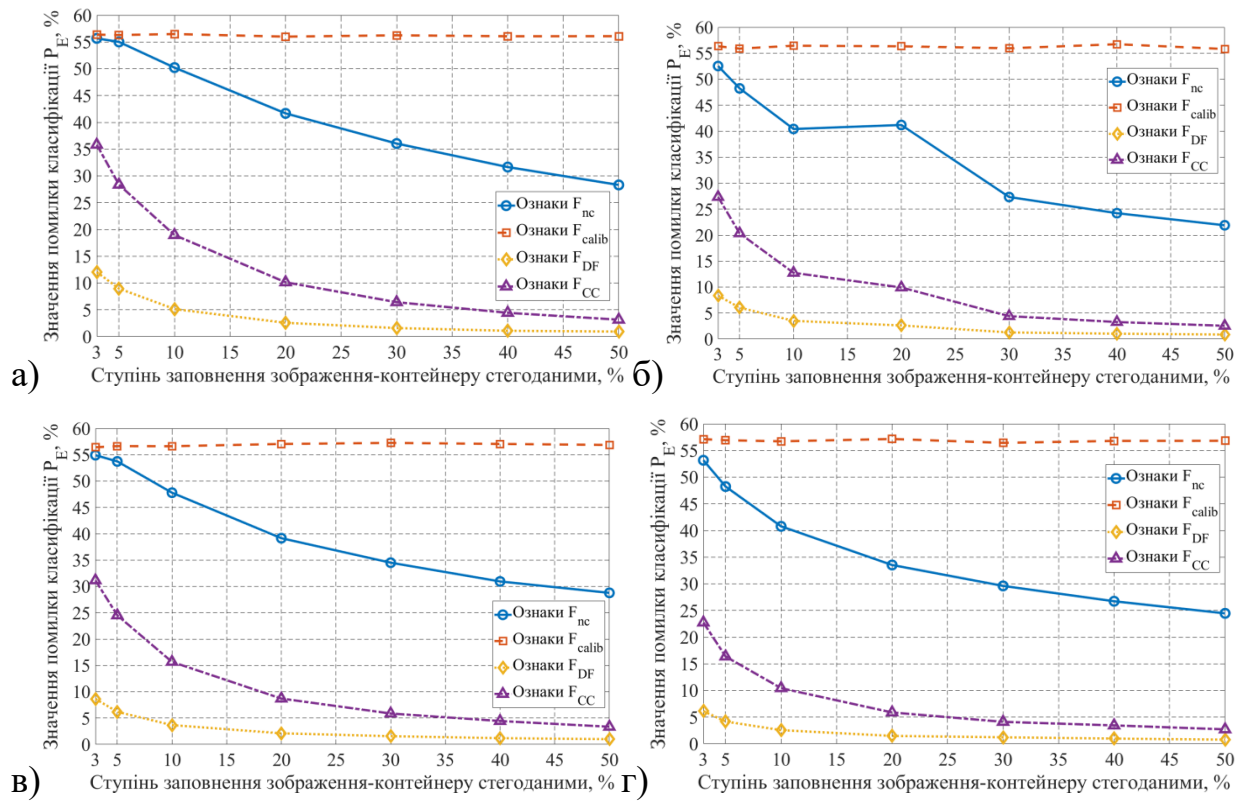 Значення помилки класифікації P_E, %
60
55
50
45
40
35
30
25
20
15
10
5
0
Ознаки F_nc
Ознаки F_calib
Ознаки F_DF
Ознаки F_CC
3 5 10 15 20 25 30 35 40 45 50
а) Ступінь заповнення зображення-контейнеру стегоданими, %
Значення помилки класифікації P_E, %
60
55
50
45
40
35
30
25
20
15
10
5
0
Ознаки F_nc
Ознаки F_calib
Ознаки F_DF
Ознаки F_CC
3 5 10 15 20 25 30 35 40 45 50
б) Ступінь заповнення зображення-контейнеру стегоданими, %
Значення помилки класифікації P_E, %
60
55
50
45
40
35
30
25
20
15
10
5
0
Ознаки F_nc
Ознаки F_calib
Ознаки F_DF
Ознаки F_CC
3 5 10 15 20 25 30 35 40 45 50
в) Ступінь заповнення зображення-контейнеру стегоданими, %
Значення помилки класифікації P_E, %
60
55
50
45
40
35
30
25
20
15
10
5
0
Ознаки F_nc
Ознаки F_calib
Ознаки F_DF
Ознаки F_CC
3 5 10 15 20 25 30 35 40 45 50
г) Ступінь заповнення зображення-контейнеру стегоданими, %